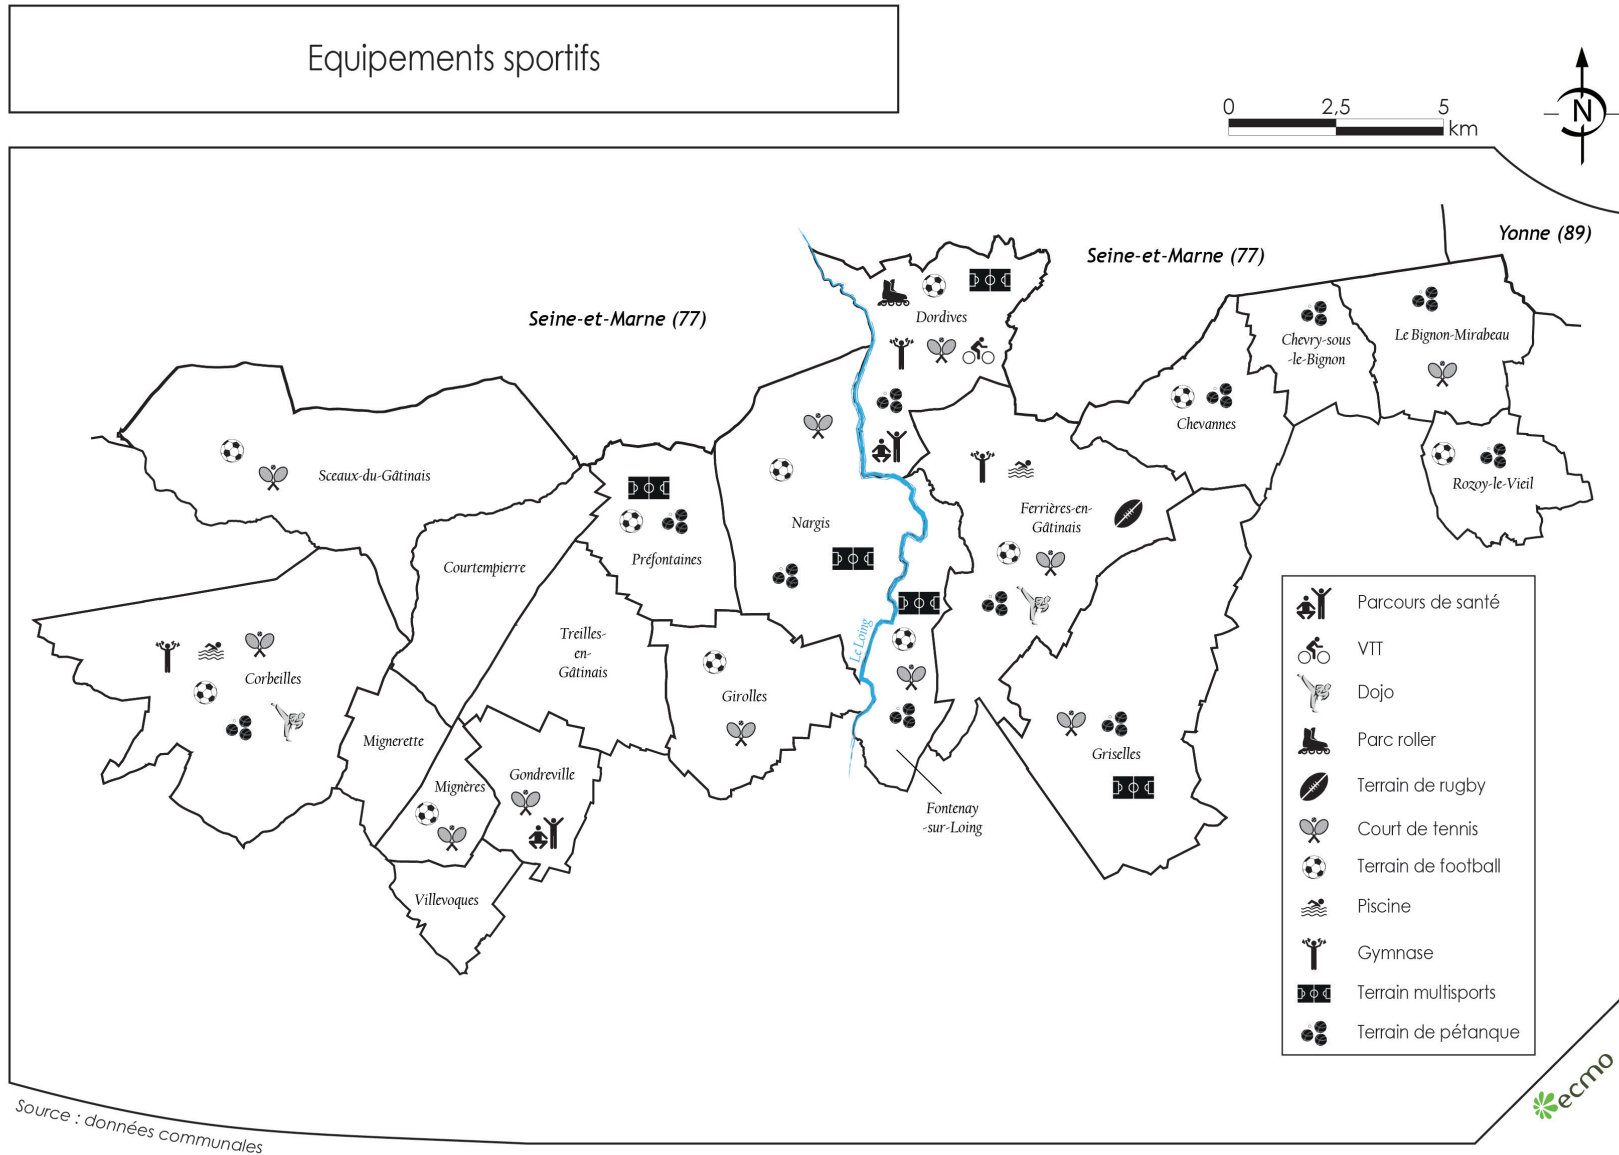 Equipements sportifs
0 2,5 5
km
N
Yonne (89)
Seine-et-Marne (77)
Seine-et-Marne (77)
Dordives
Chevry-sous
-le-Bignon
Le Bignon-Mirabeau
Chevannes
Sceaux-du-Gâtinais
Rozoy-le-Vieil
Nargis
Ferrières-en-
Gâtinais
Préfontaines
Courtempierre
Treilles-
en-
Gâtinais
Le Loing
Corbeilles
Girolles
Mignerette
Griselles
Gondreville
Mignères
Fontenay
-sur-Loing
Villevoques
Parcours de santé
VTT
Dojo
Parc roller
Terrain de rugby
Court de tennis
Terrain de football
Piscine
Gymnase
Terrain multisports
Terrain de pétanque
ecmo
Source : données communales